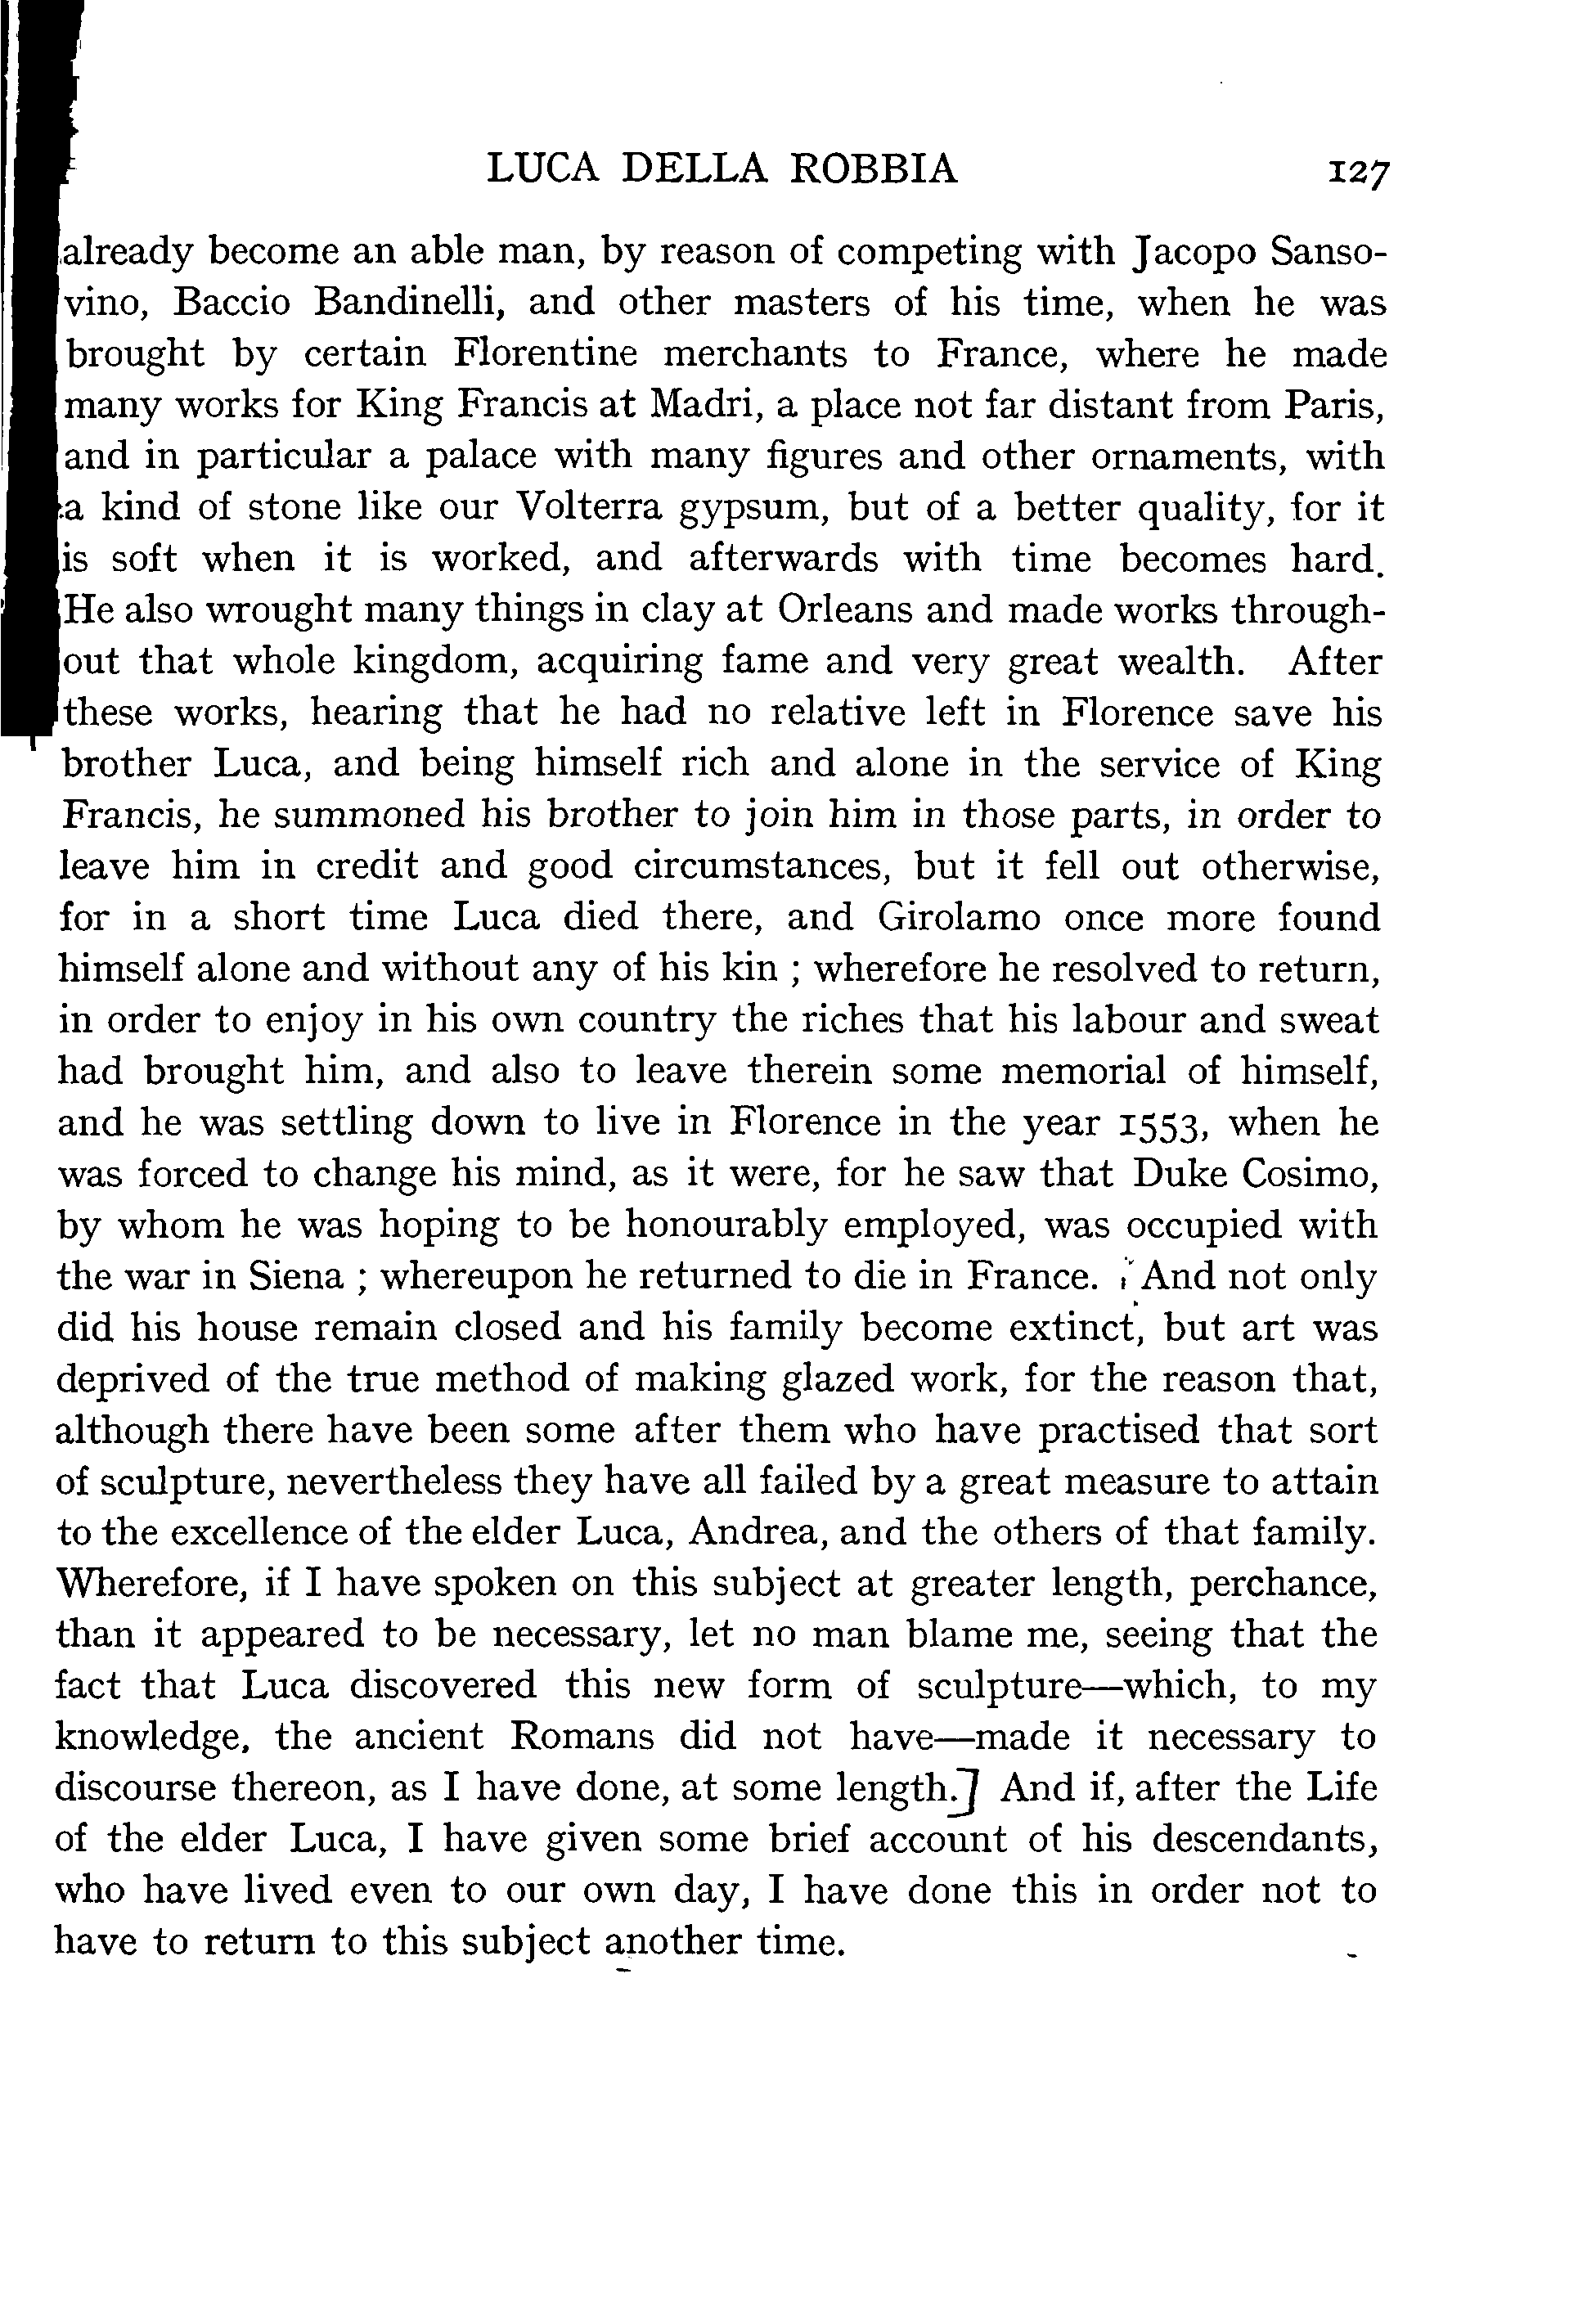 LUCA DELLA ROBBIA 127
already become an able man, by reason of competing with Jacopo Sanso-
vino, Baccio Bandinelli, and other masters of his time, when he was
brought by certain Florentine merchants to France, where he made
many works for King Francis at Madri, a place not far distant from Paris,
and in particular a palace with many figures and other ornaments, with
a kind of stone like our Volterra gypsum, but of a better quality, for it
is soft when it is worked, and afterwards with time becomes hard.
He also wrought many things in clay at Orleans and made works through-
out that whole kingdom, acquiring fame and very great wealth. After
these works, hearing that he had no relative left in Florence save his
brother Luca, and being himself rich and alone in the service of King
Francis, he summoned his brother to join him in those parts, in order to
leave him in credit and good circumstances, but it fell out otherwise,
for in a short time Luca died there, and Girolamo once more found
himself alone and without any of his kin ; wherefore he resolved to return,
in order to enjoy in his own country the riches that his labour and sweat
had brought him, and also to leave therein some memorial of himself,
and he was settling down to live in Florence in the year 1553, when he
was forced to change his mind, as it were, for he saw that Duke Cosimo,
by whom he was hoping to be honourably employed, was occupied with
the war in Siena ; whereupon he returned to die in France. And not only
did his house remain closed and his family become extinct, but art was
deprived of the true method of making glazed work, for the reason that,
although there have been some after them who have practised that sort
of sculpture, nevertheless they have all failed by a great measure to attain
to the excellence of the elder Luca, Andrea, and the others of that family.
Wherefore, if I have spoken on this subject at greater length, perchance,
than it appeared to be necessary, let no man blame me, seeing that the
fact that Luca discovered this new form of sculpture—which, to my
knowledge, the ancient Romans did not have—made it necessary to
discourse thereon, as I have done, at some length.] And if, after the Life
of the elder Luca, I have given some brief account of his descendants,
who have lived even to our own day, I have done this in order not to
have to return to this subject another time.